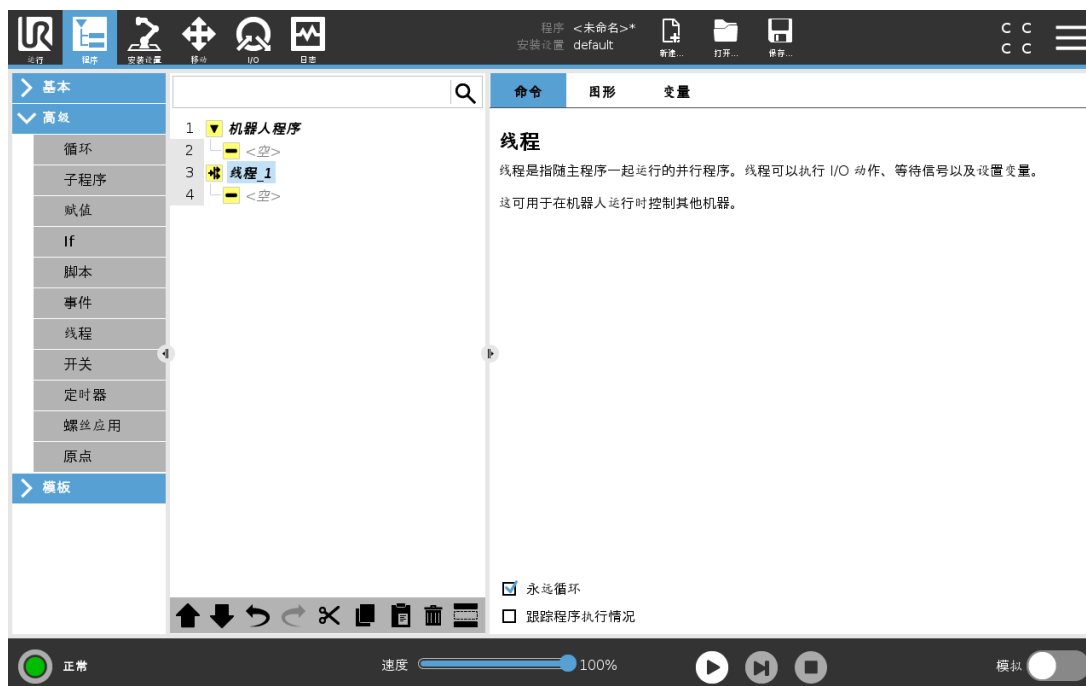 UR
运行
程序
安装设置
移动
I/O
日志
程序 <未命名>*
安装设置 default
新建...
打开...
保存...
C C
C C
基本
高级
循环
子程序
赋值
If
脚本
事件
线程
开关
定时器
螺丝应用
原点
模板
1 机器人程序
2 <空>
3 线程_1
4 <空>
命令 图形 变量
线程
线程是指随主程序一起运行的并行程序。线程可以执行 I/O 动作、等待信号以及设置变量。
这可用于在机器人运行时控制其他机器。
永远循环
跟踪程序执行情况
正常
速度 100%
模拟